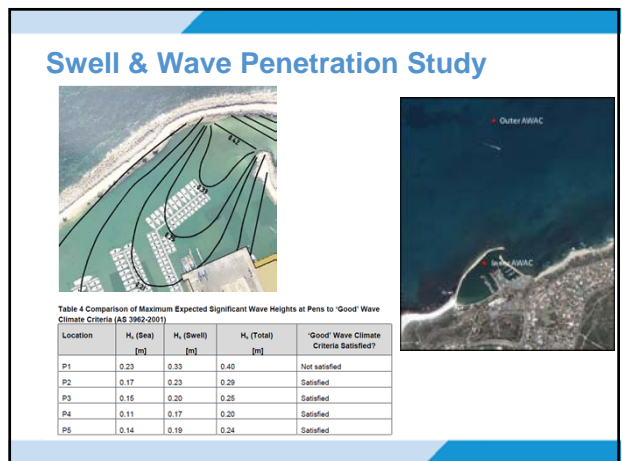 Swell & Wave Penetration Study
Outer AWAC
Inner AWAC
Table 4 Comparison of Maximum Expected Significant Wave Heights at Pens to 'Good' Wave
Climate Criteria (AS 3962-2001)
Location Hs (Sea) [m] Hs (Swell) [m] Hs (Total) [m] 'Good' Wave Climate Criteria Satisfied?
P1 0.23 0.33 0.40 Not satisfied
P2 0.17 0.23 0.29 Satisfied
P3 0.15 0.20 0.25 Satisfied
P4 0.11 0.17 0.20 Satisfied
P5 0.14 0.19 0.24 Satisfied